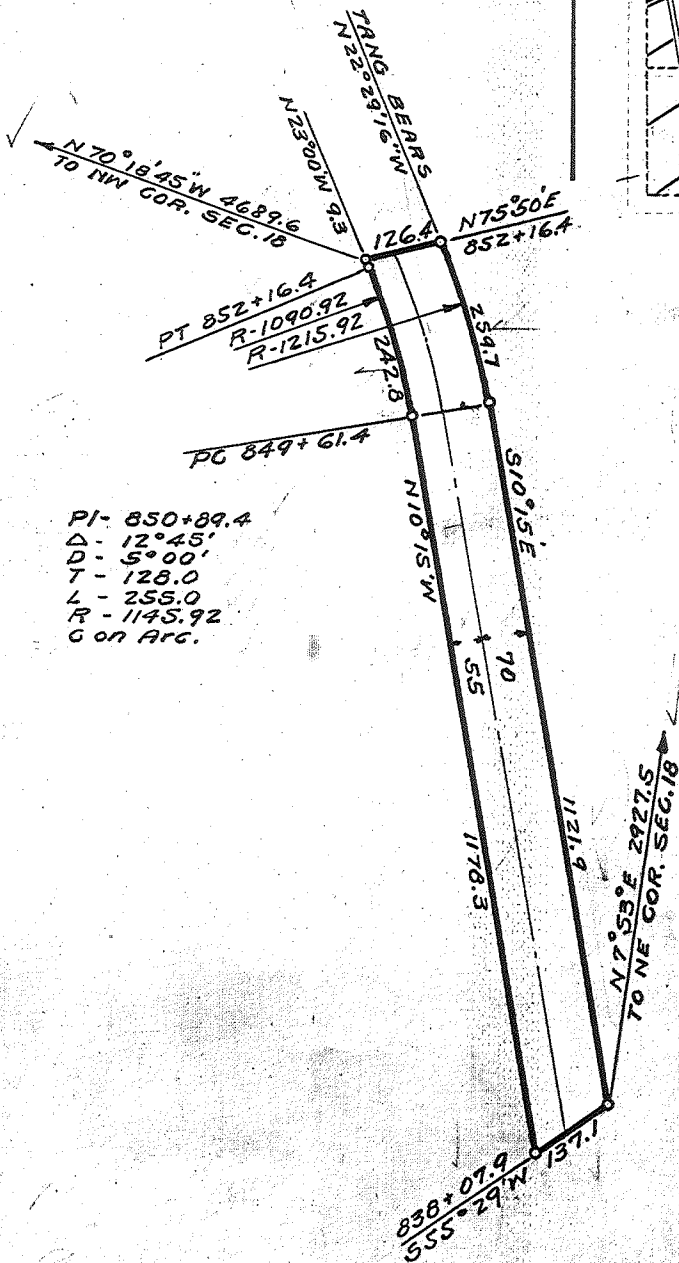 TANG BEARS
N22°29'16"W
N23°00'W 9.3
N 70°18'45"W 4689.6
TO NW COR. SEC. 18
126.4
N75°50'E
852+16.4
PT 852+16.4
R-1090.92
R-1215.92
242.8
259.7
PC 849+61.4
PI- 850+89.4
Δ - 12°45'
D - 5°00'
T - 128.0
L - 255.0
R - 1145.92
C on Arc.
N10°15'W
S10°15'E
55
70
1178.3
1121.9
N 7°53'E 2927.5
TO NE COR. SEC. 18
137.1
838+07.9
S55°29'W